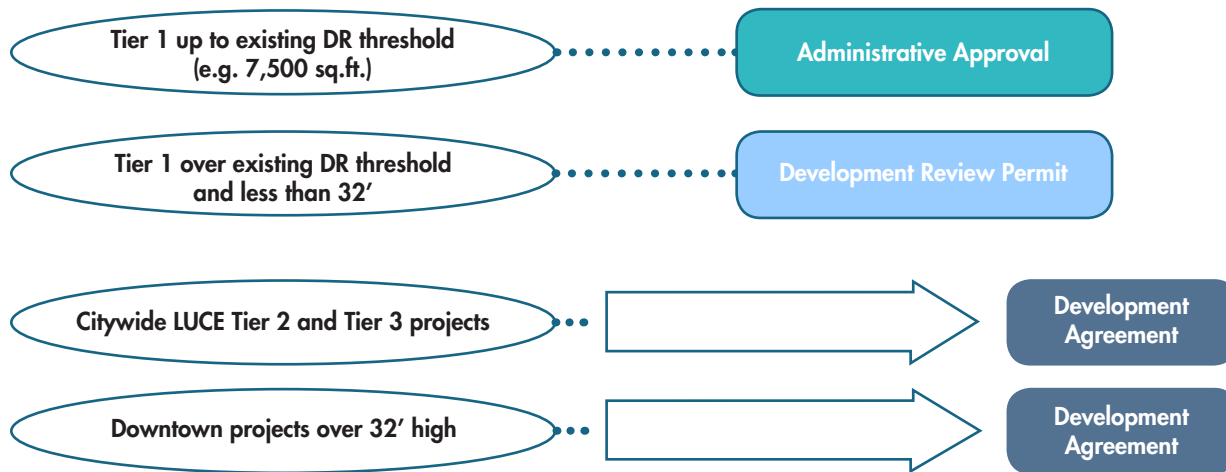 Tier 1 up to existing DR threshold
(e.g. 7,500 sq.ft.)
Administrative Approval
Tier 1 over existing DR threshold
and less than 32’
Development Review Permit
Citywide LUCE Tier 2 and Tier 3 projects
Development
Agreement
Downtown projects over 32’ high
Development
Agreement